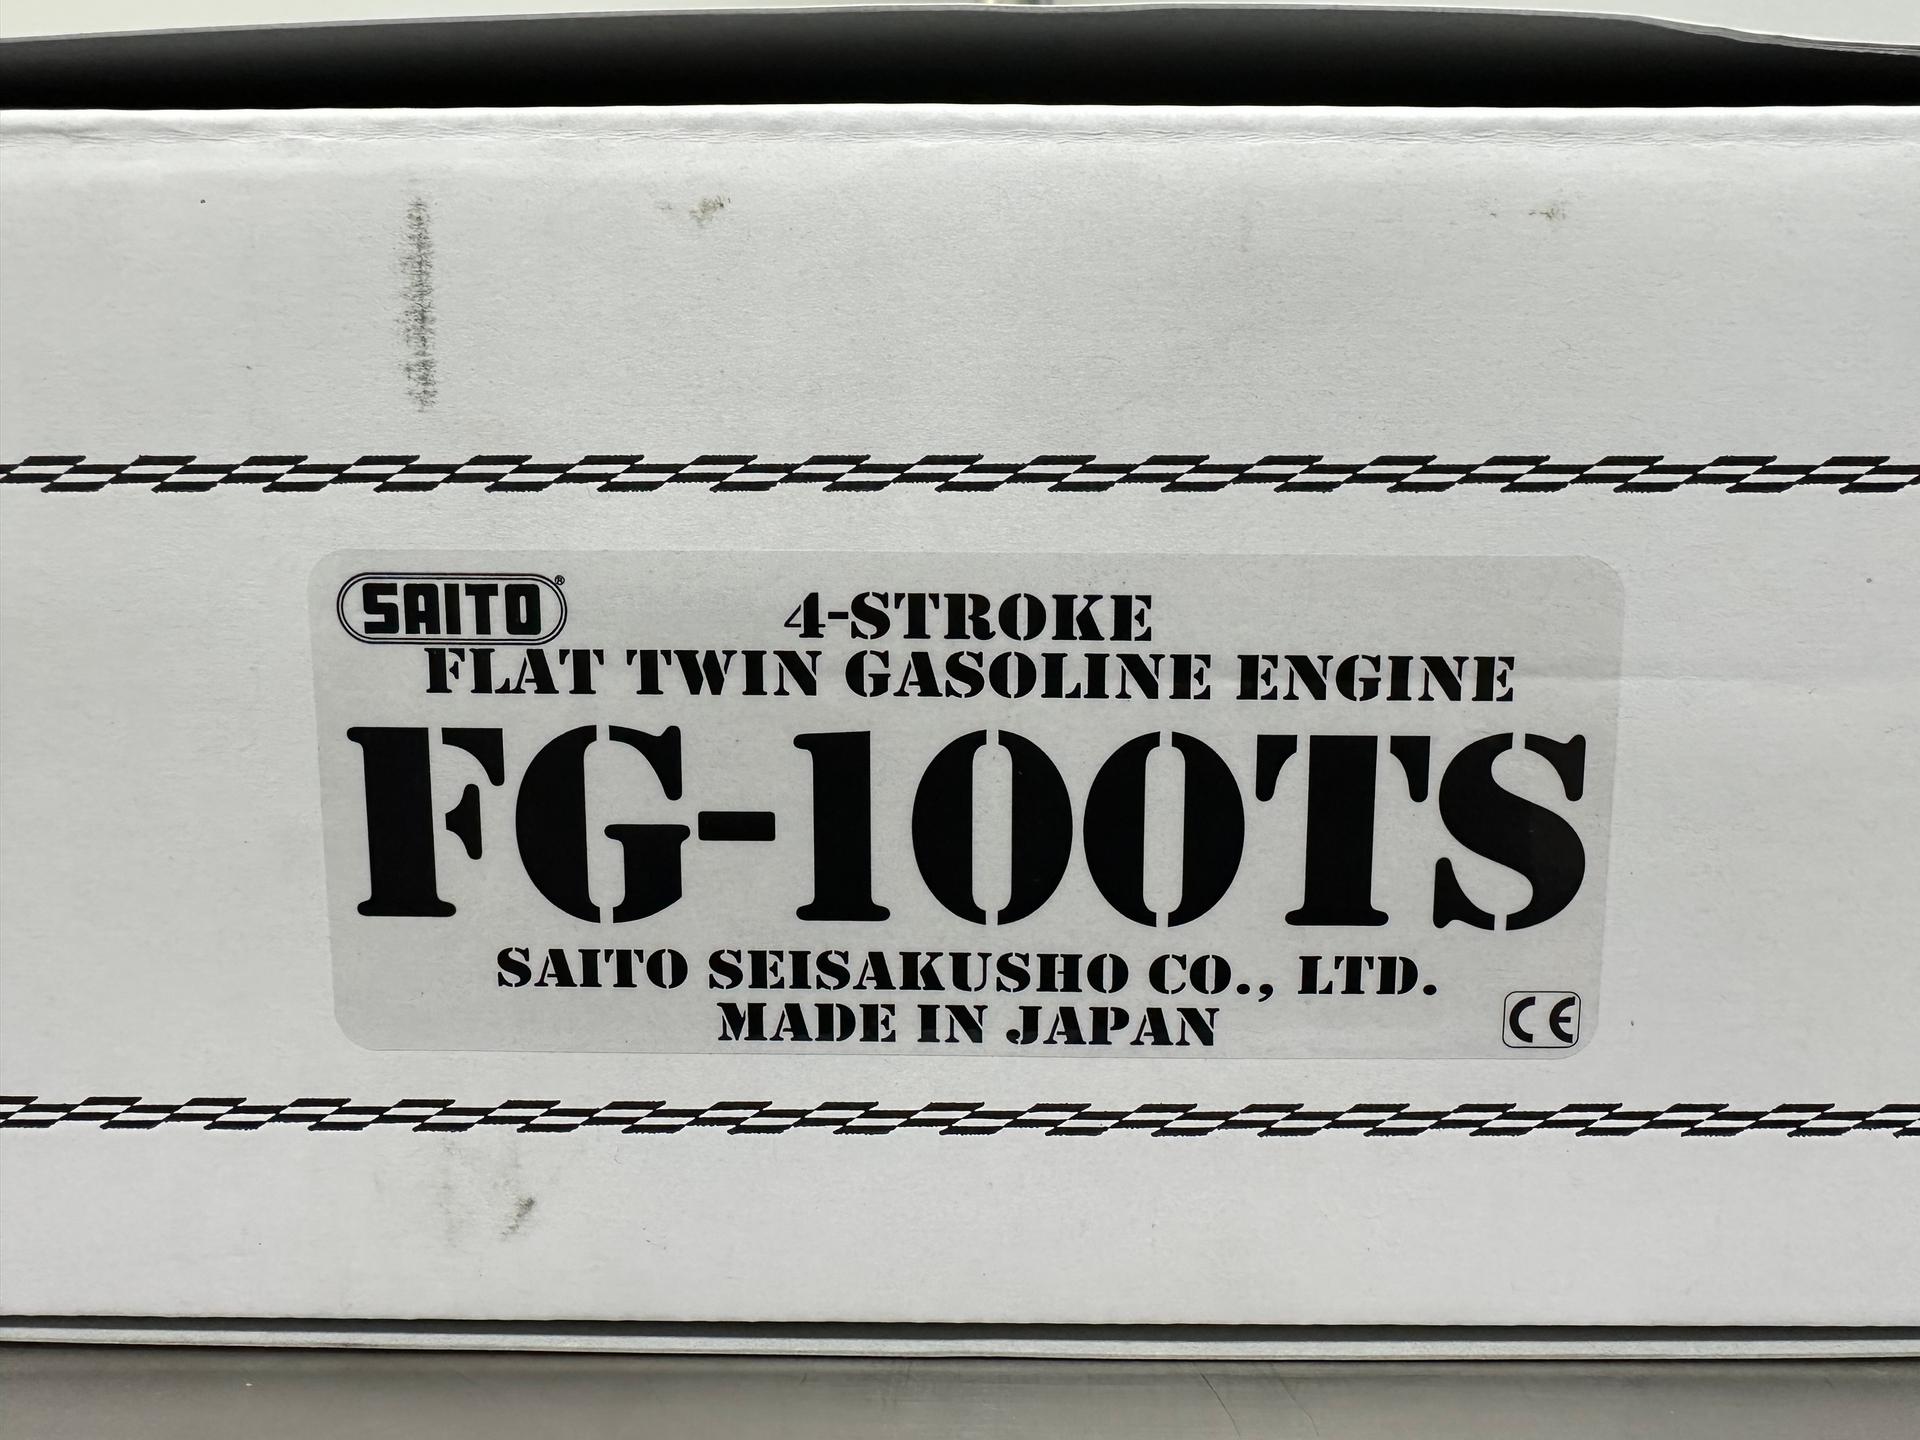 SAITO®
4-STROKE
FLAT TWIN GASOLINE ENGINE
FG-100TS
SAITO SEISAKUSHO CO., LTD.
MADE IN JAPAN
CE